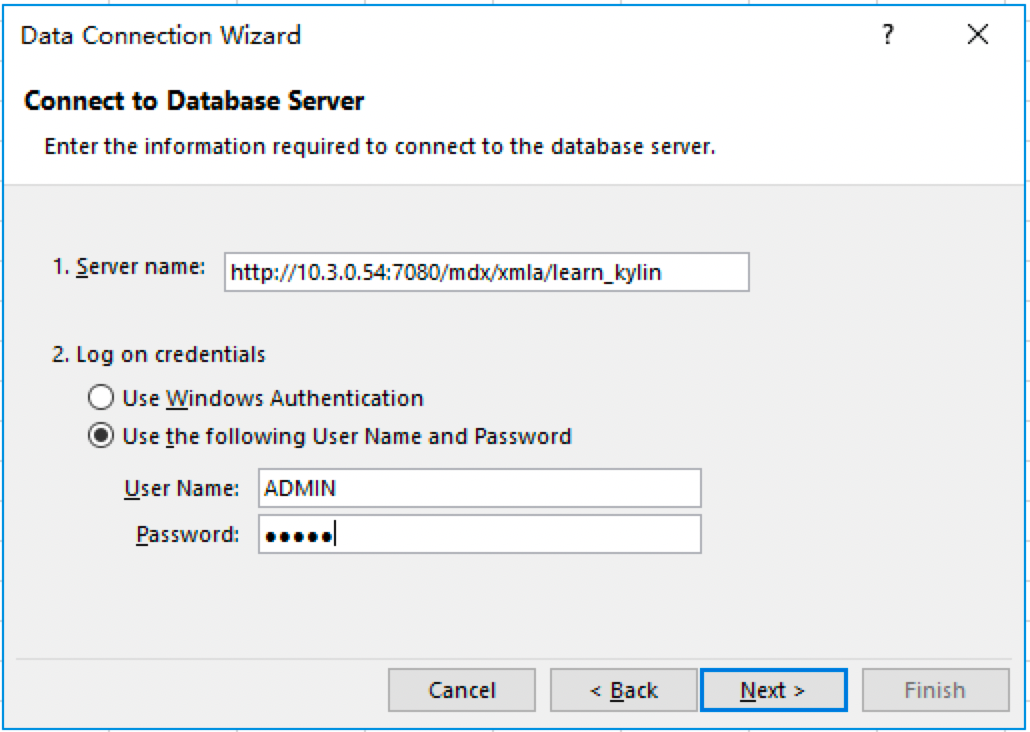 Data Connection Wizard
?
Connect to Database Server
Enter the information required to connect to the database server.
1. Server name: http://10.3.0.54:7080/mdx/xmla/learn_kylin
2. Log on credentials
Use Windows Authentication
Use the following User Name and Password
User Name: ADMIN
Password: •••••
Cancel < Back Next > Finish